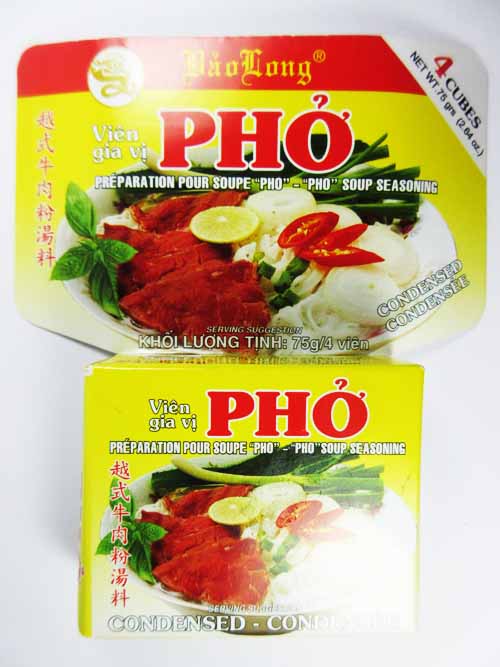 BảoLong®
4 CUBES
NET WT.75 grs (2.64 oz.)
Viên
gia vị
PHỞ
PRÉPARATION POUR SOUPE "PHO" - "PHO" SOUP SEASONING
越式牛肉粉湯料
CONDENSED
CONDENSÉE
SERVING SUGGESTION
KHỐI LƯỢNG TỊNH: 75g/4 viên
Viên
gia vị
PHỞ
PRÉPARATION POUR SOUPE "PHO" - "PHO" SOUP SEASONING
越式牛肉粉湯料
SERVING SUGGESTION
CONDENSED -